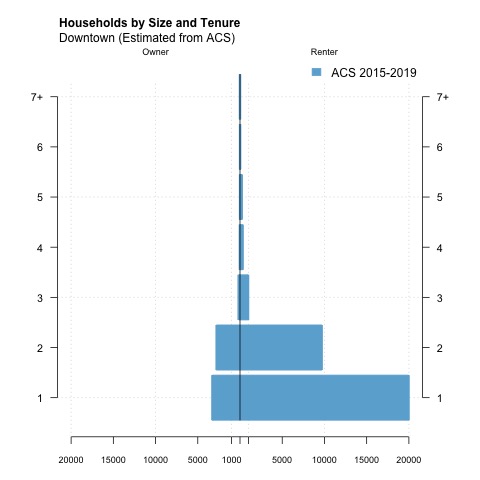 Households by Size and Tenure
Downtown (Estimated from ACS)
Owner Renter
ACS 2015-2019
7+ 7+
6 6
5 5
4 4
3 3
2 2
1 1
20000 15000 10000 5000 1000 5000 10000 15000 20000